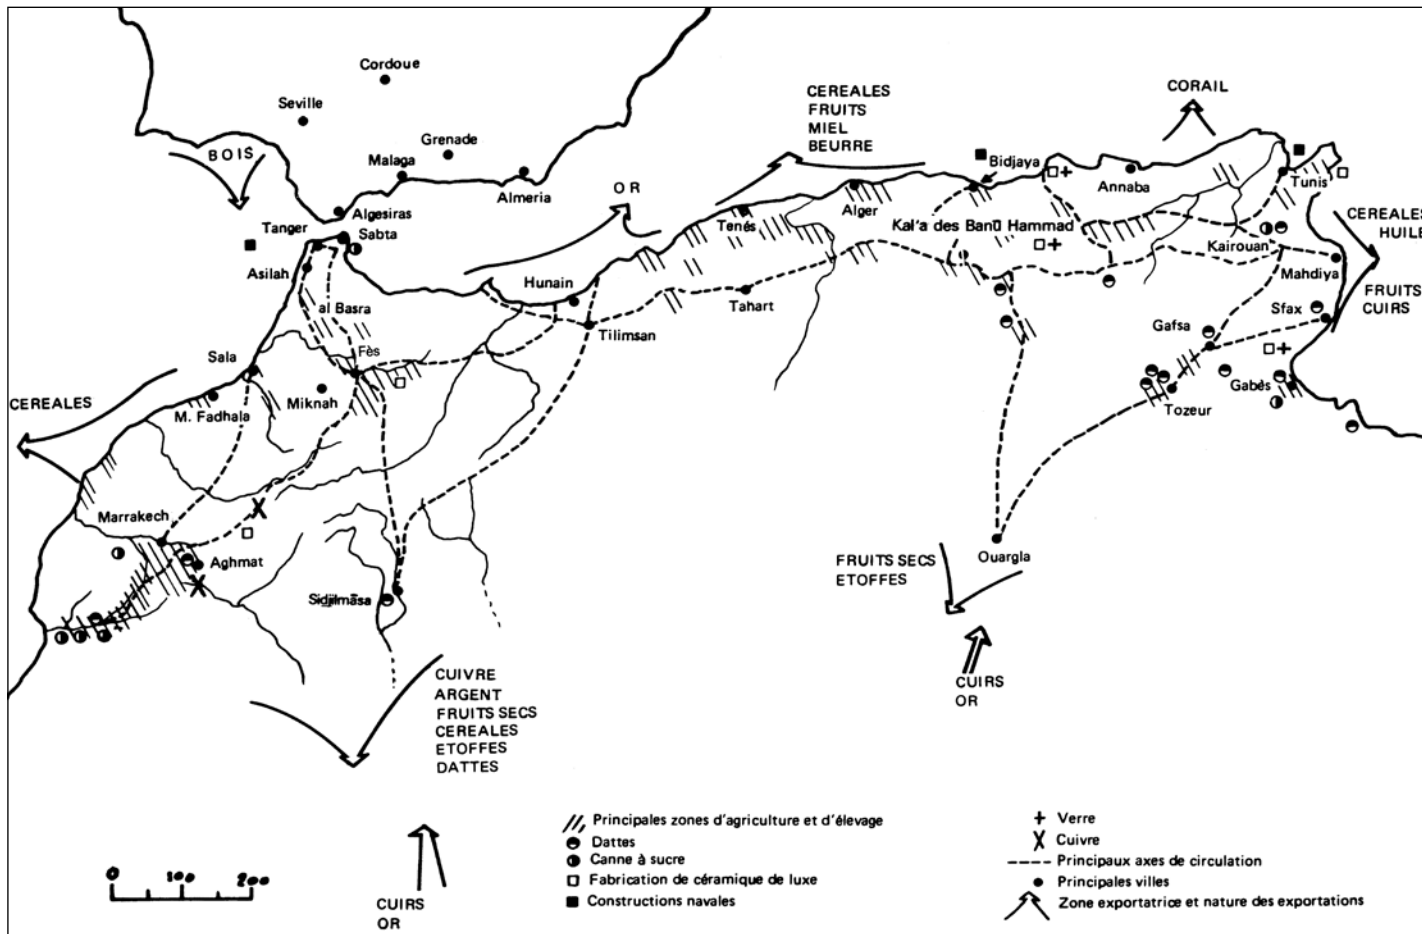 Cordoue
Seville
Grenade
Malaga
Almeria
BOIS
Algesiras
Tanger
Sabta
Asilah
al Basra
OR
CEREALES
FRUITS
MIEL
BEURRE
CORAIL
Bidjaya
Annaba
Tunis
Alger
Tenés
Kal'a des Banū Hammad
Kairouan
CEREALES
HUILE
Mahdiya
FRUITS
CUIRS
Hunain
Tilimsan
Tahart
Sfax
Gafsa
Gabès
Tozeur
Sala
Fès
Miknah
M. Fadhala
CEREALES
Marrakech
Aghmat
Sidjilmāsa
Ouargla
FRUITS SECS
ETOFFES
CUIRS
OR
CUIVRE
ARGENT
FRUITS SECS
CEREALES
ETOFFES
DATTES
CUIRS
OR
0 100 200
Principales zones d'agriculture et d'élevage
Dattes
Canne à sucre
Fabrication de céramique de luxe
Constructions navales
Verre
Cuivre
Principaux axes de circulation
Principales villes
Zone exportatrice et nature des exportations